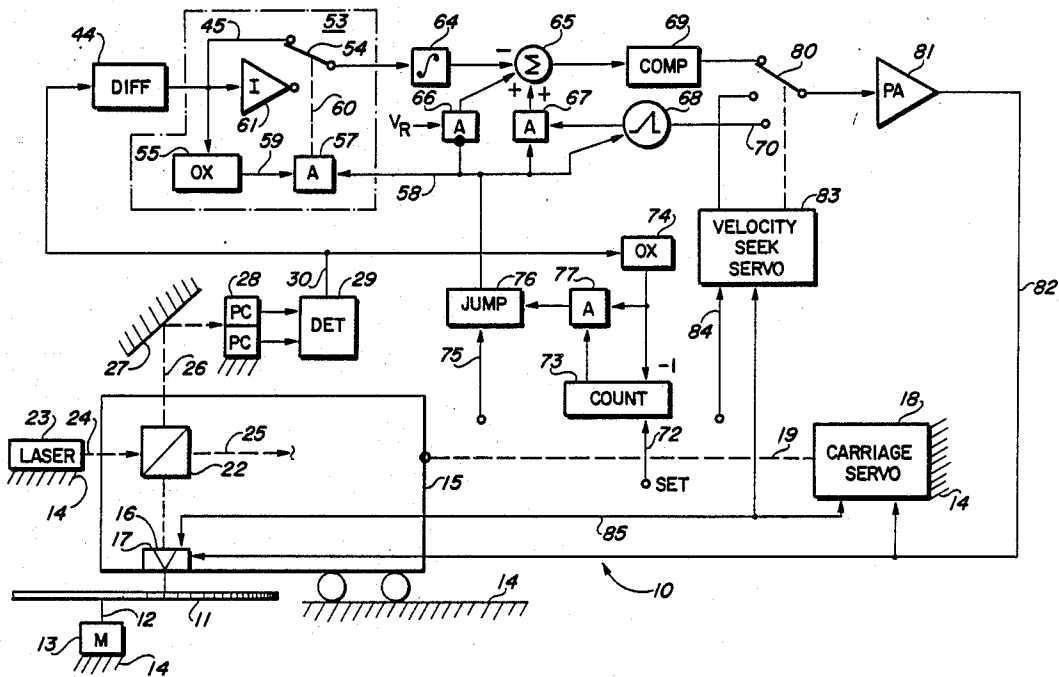 44
45
53
54
64
65
69
80
81
DIFF
I
∫
−
Σ
COMP
PA
60
66
+
+
67
68
61
57
V_R
A
A
55
59
70
OX
A
58
83
74
VELOCITY
SEEK
SERVO
OX
30
28
29
76
77
82
PC
PC
DET
JUMP
A
84
27
26
75
73
-1
COUNT
18
23
24
25
72
19
CARRIAGE
SERVO
LASER
22
15
SET
14
14
16
17
85
14
10
12
11
13
M
14